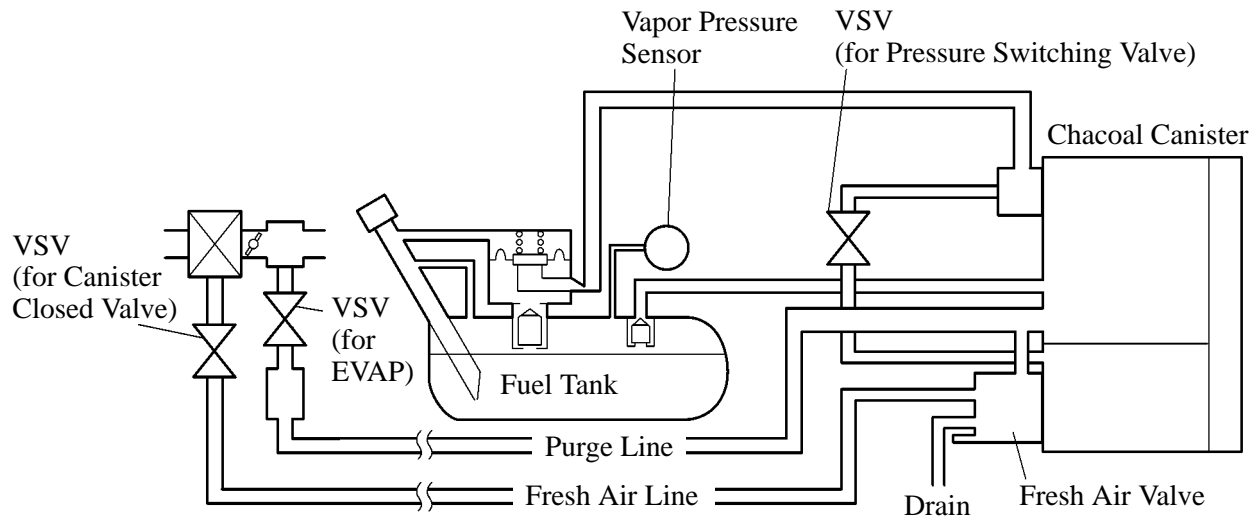 Vapor Pressure
Sensor
VSV
(for Pressure Switching Valve)
Chacoal Canister
VSV
(for Canister
Closed Valve)
VSV
(for
EVAP)
Fuel Tank
Purge Line
Fresh Air Line
Drain
Fresh Air Valve